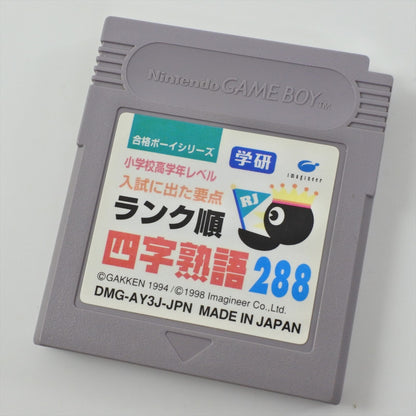 Nintendo GAME BOY™
合格ボーイシリーズ
学研
imagineer
小学校高学年レベル
入試に出た要点
RJ
ランク順
四字熟語288
©GAKKEN 1994/©1998 Imagineer Co.,Ltd.
DMG-AY3J-JPN MADE IN JAPAN